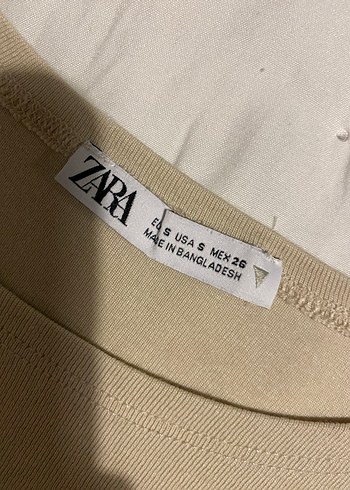 ZARA
EUR S USA S MEX 26
MADE IN BANGLADESH